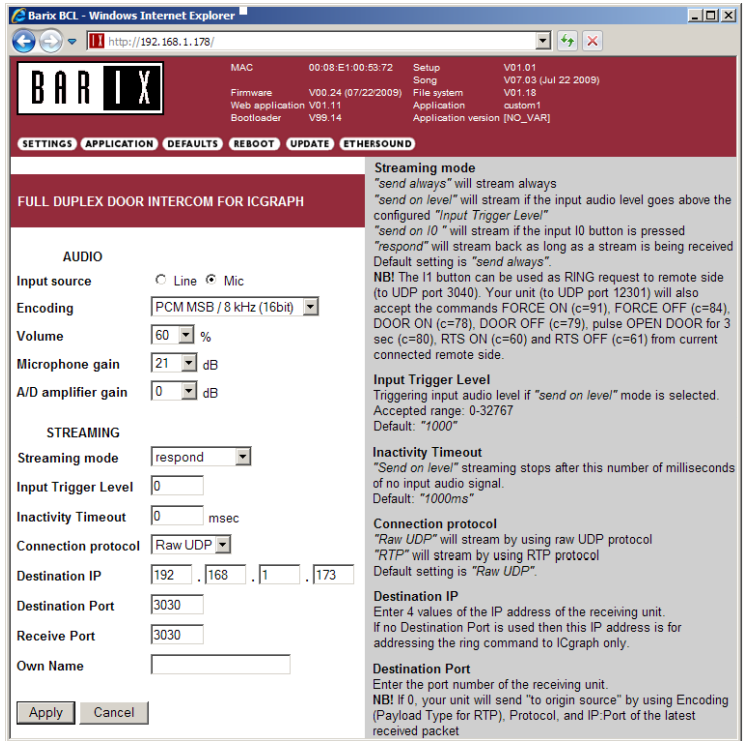 Barix BCL - Windows Internet Explorer
http://192.168.1.178/
BARIX
MAC 00:08:E1:00:53:72 Setup V01.01
Song V07.03 (Jul 22 2009)
Firmware V00.24 (07/22/2009) File system V01.18
Web application V01.11 Application custom1
Bootloader V99.14 Application version [NO_VAR]
SETTINGS APPLICATION DEFAULTS REBOOT UPDATE ETHERSOUND
FULL DUPLEX DOOR INTERCOM FOR ICGRAPH
AUDIO
Input source Line Mic
Encoding PCM MSB / 8 kHz (16bit)
Volume 60 %
Microphone gain 21 dB
A/D amplifier gain 0 dB
STREAMING
Streaming mode respond
Input Trigger Level 0
Inactivity Timeout 0 msec
Connection protocol Raw UDP
Destination IP 192 . 168 . 1 . 173
Destination Port 3030
Receive Port 3030
Own Name
Apply Cancel
Streaming mode
"send always" will stream always
"send on level" will stream if the input audio level goes above the
configured "Input Trigger Level"
"send on I0 " will stream if the input I0 button is pressed
"respond" will stream back as long as a stream is being received
Default setting is "send always".
NB! The I1 button can be used as RING request to remote side
(to UDP port 3040). Your unit (to UDP port 12301) will also
accept the commands FORCE ON (c=91), FORCE OFF (c=84),
DOOR ON (c=78), DOOR OFF (c=79), pulse OPEN DOOR for 3
sec (c=80), RTS ON (c=60) and RTS OFF (c=61) from current
connected remote side.
Input Trigger Level
Triggering input audio level if "send on level" mode is selected.
Accepted range: 0-32767
Default: "1000"
Inactivity Timeout
"Send on level" streaming stops after this number of milliseconds
of no input audio signal.
Default: "1000ms"
Connection protocol
"Raw UDP" will stream by using raw UDP protocol
"RTP" will stream by using RTP protocol
Default setting is "Raw UDP".
Destination IP
Enter 4 values of the IP address of the receiving unit.
If no Destination Port is used then this IP address is for
addressing the ring command to ICgraph only.
Destination Port
Enter the port number of the receiving unit.
NB! If 0, your unit will send "to origin source" by using Encoding
(Payload Type for RTP), Protocol, and IP:Port of the latest
received packet